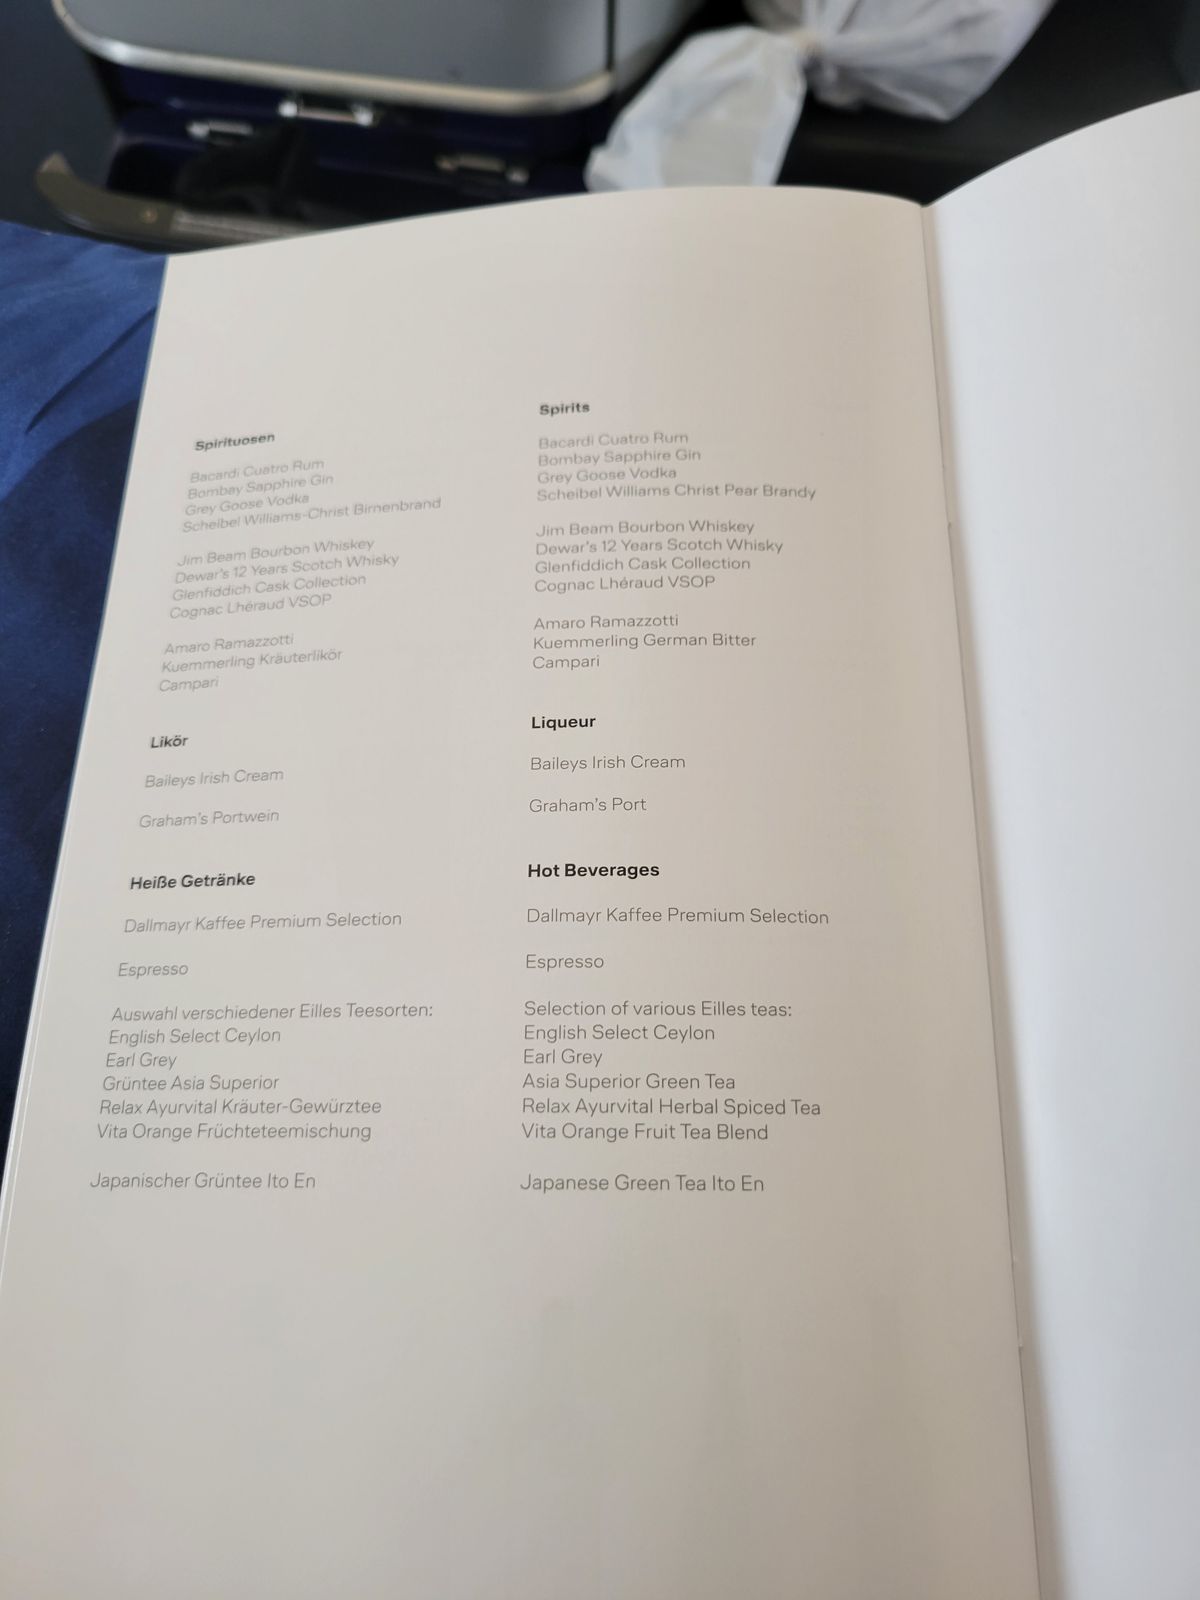 Spirituosen
Bacardi Cuatro Rum
Bombay Sapphire Gin
Grey Goose Vodka
Scheibel Williams-Christ Birnenbrand
Jim Beam Bourbon Whiskey
Dewar's 12 Years Scotch Whisky
Glenfiddich Cask Collection
Cognac Lhéraud VSOP
Amaro Ramazzotti
Kuemmerling Kräuterlikör
Campari
Likör
Baileys Irish Cream
Graham's Portwein
Heiße Getränke
Dallmayr Kaffee Premium Selection
Espresso
Auswahl verschiedener Eilles Teesorten:
English Select Ceylon
Earl Grey
Grüntee Asia Superior
Relax Ayurvital Kräuter-Gewürztee
Vita Orange Früchteteemischung
Japanischer Grüntee Ito En
Spirits
Bacardi Cuatro Rum
Bombay Sapphire Gin
Grey Goose Vodka
Scheibel Williams Christ Pear Brandy
Jim Beam Bourbon Whiskey
Dewar's 12 Years Scotch Whisky
Glenfiddich Cask Collection
Cognac Lhéraud VSOP
Amaro Ramazzotti
Kuemmerling German Bitter
Campari
Liqueur
Baileys Irish Cream
Graham's Port
Hot Beverages
Dallmayr Kaffee Premium Selection
Espresso
Selection of various Eilles teas:
English Select Ceylon
Earl Grey
Asia Superior Green Tea
Relax Ayurvital Herbal Spiced Tea
Vita Orange Fruit Tea Blend
Japanese Green Tea Ito En